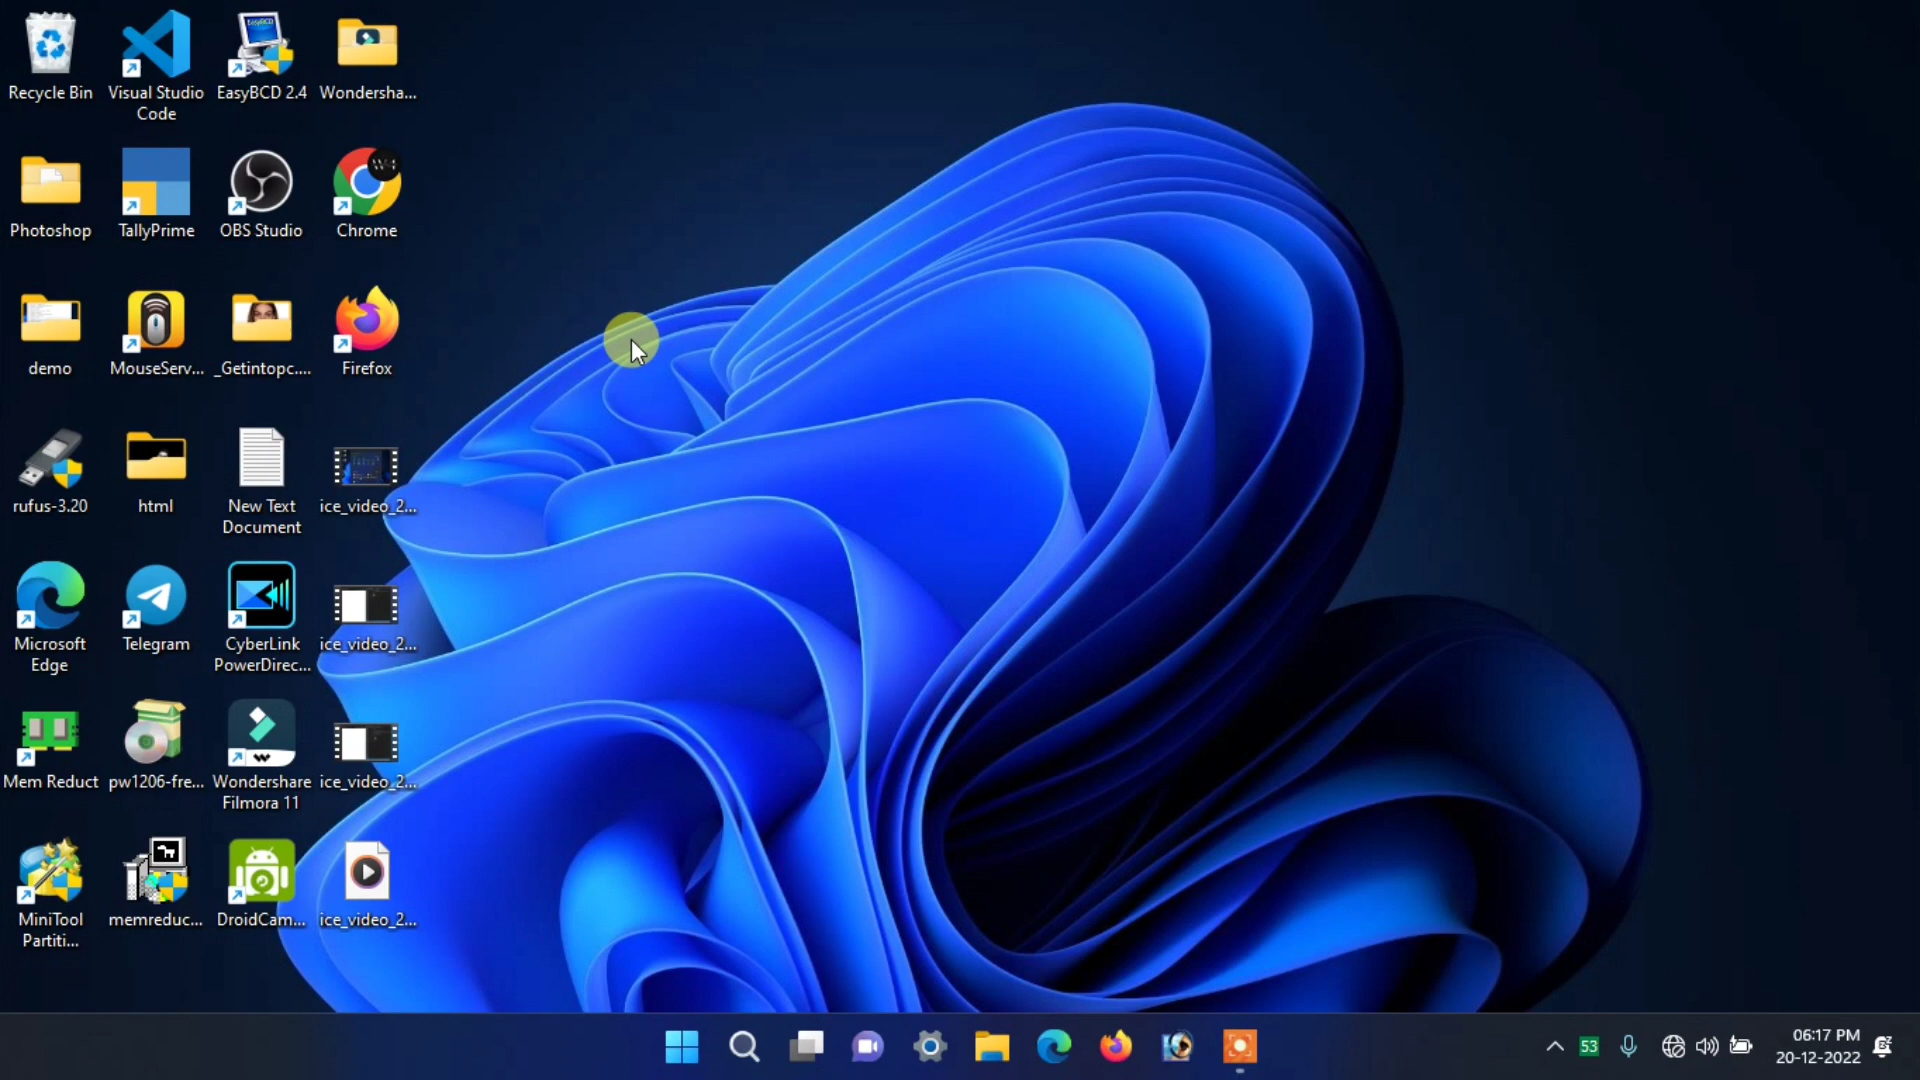 Recycle Bin
Visual Studio
Code
EasyBCD 2.4
Wondersha...
Photoshop
TallyPrime
OBS Studio
Chrome
demo
MouseServ...
_Getintopc....
Firefox
rufus-3.20
html
New Text
Document
ice_video_2...
Microsoft
Edge
Telegram
CyberLink
PowerDirec...
ice_video_2...
Mem Reduct
pw1206-fre...
Wondershare
Filmora 11
ice_video_2...
MiniTool
Partiti...
memreduc...
DroidCam...
ice_video_2...
53
06:17 PM
20-12-2022